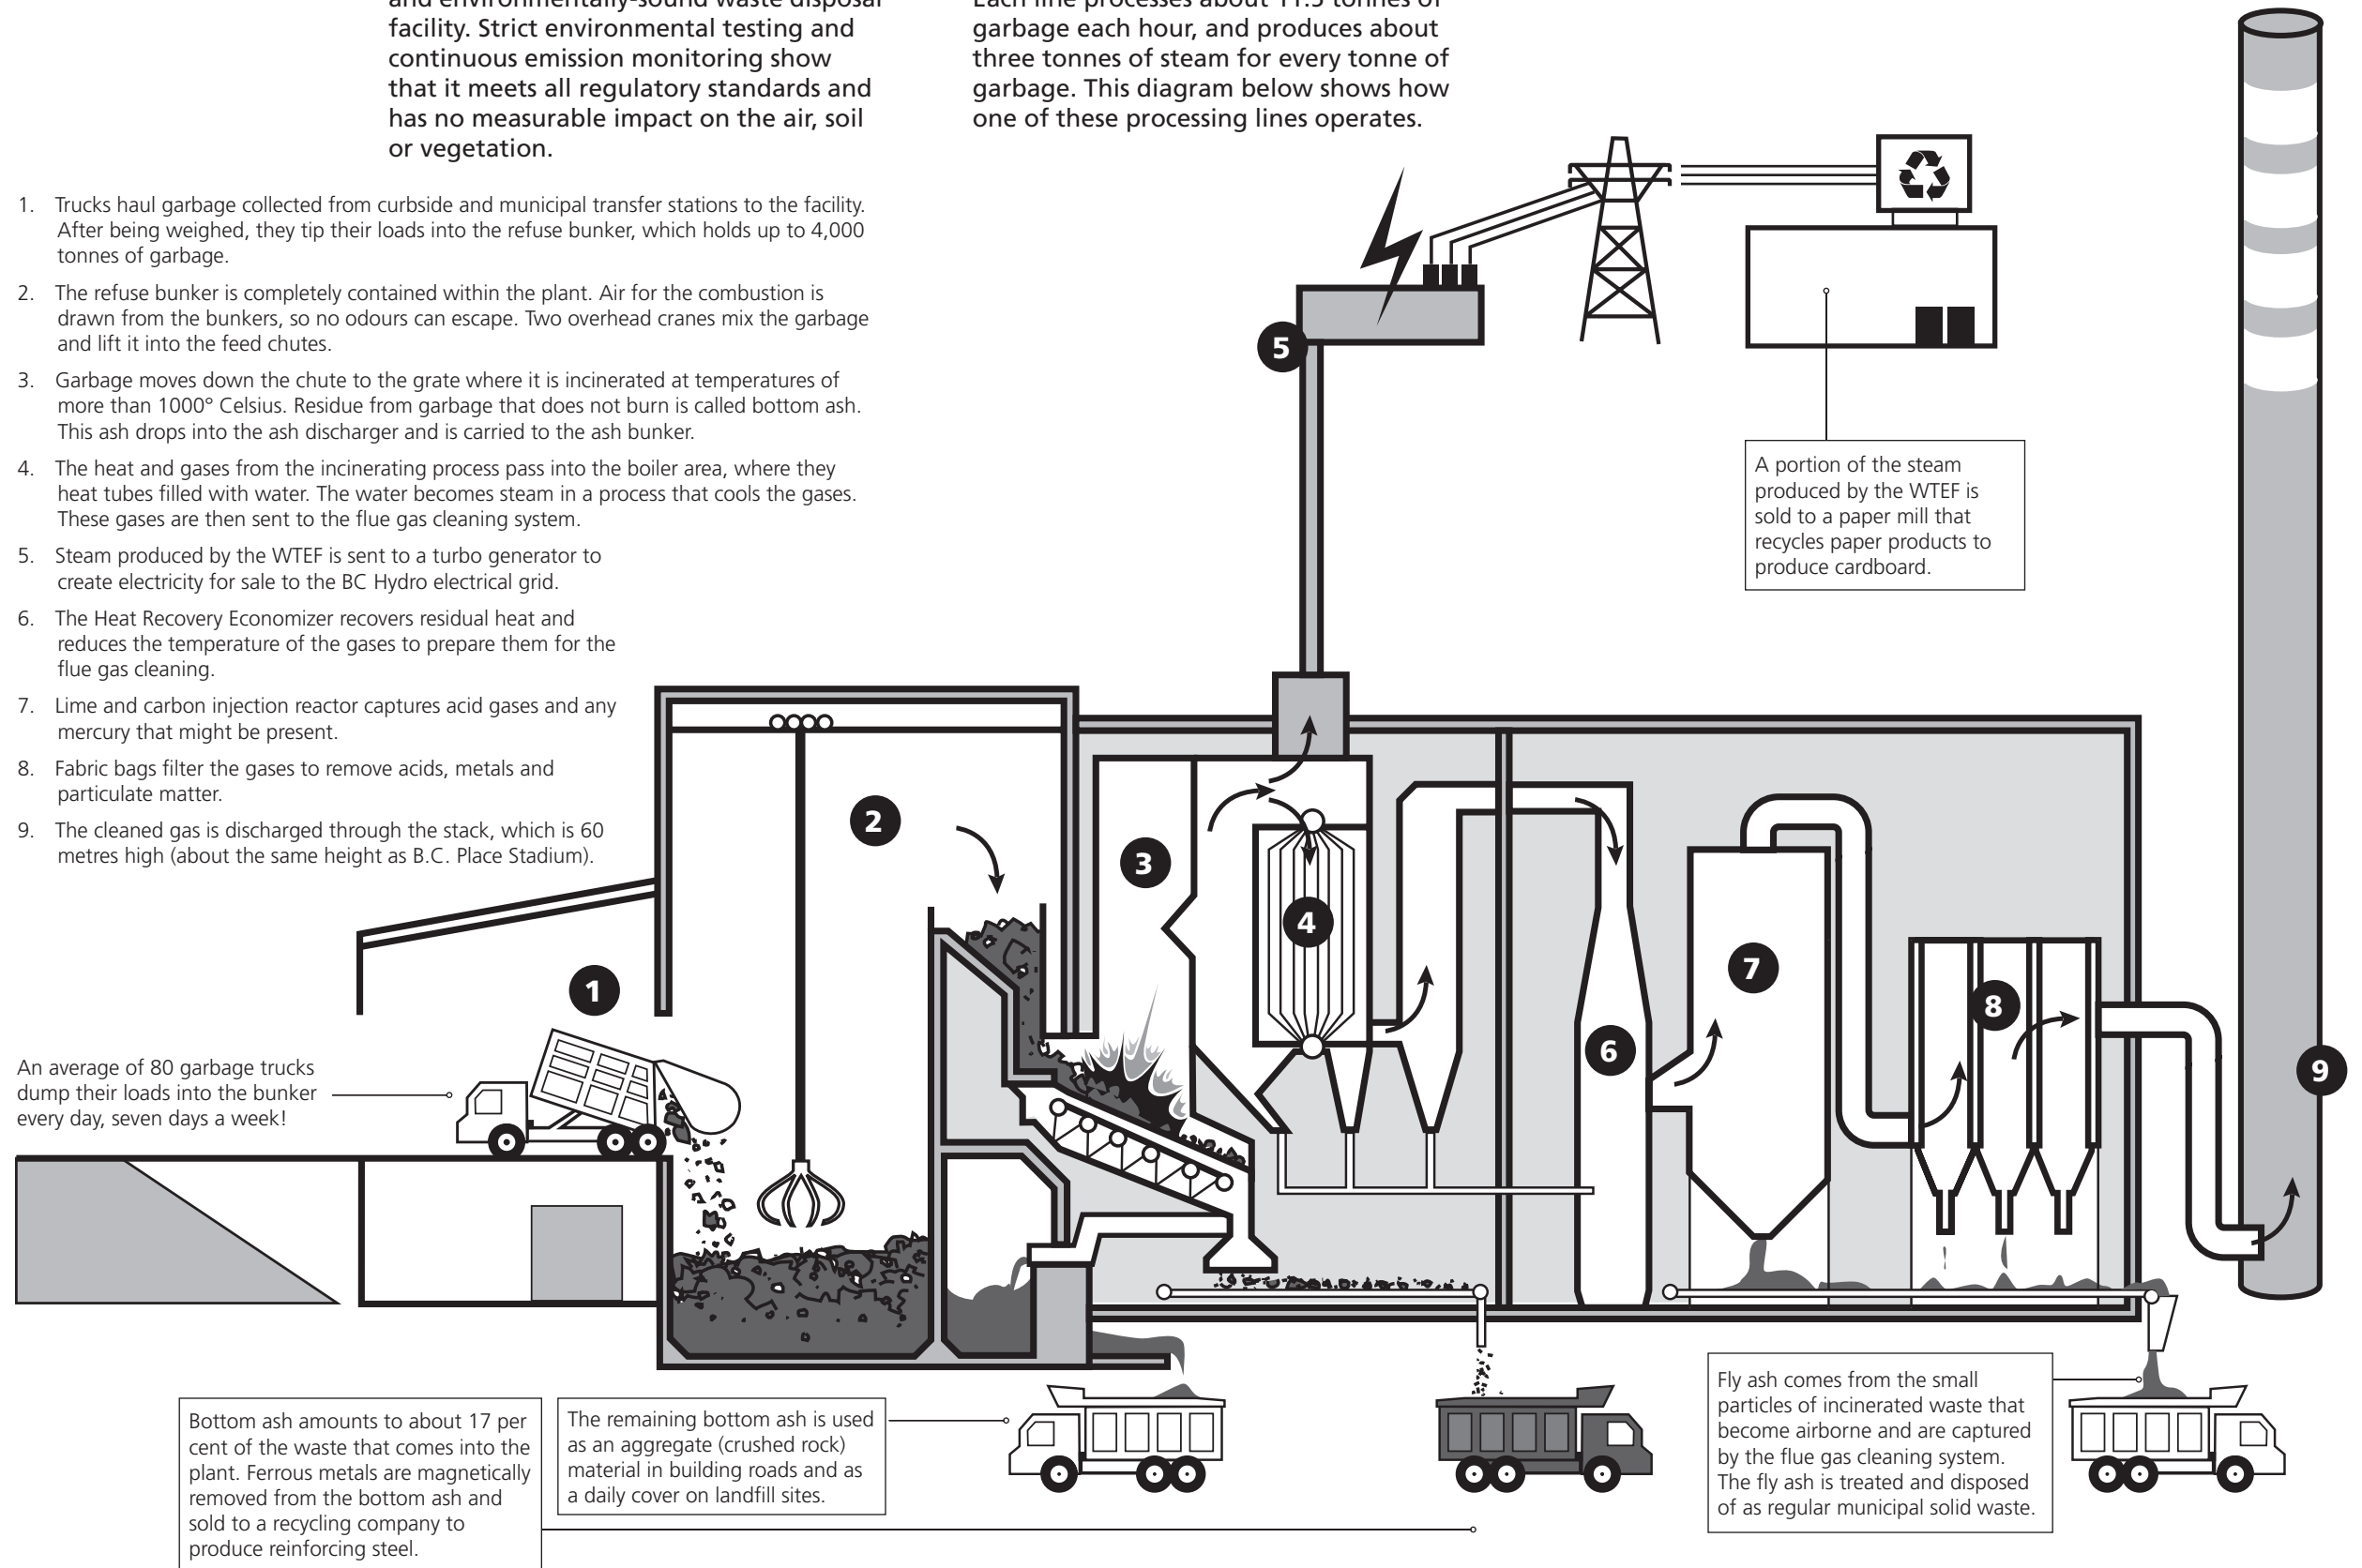 and environmentally-sound waste disposal
facility. Strict environmental testing and
continuous emission monitoring show
that it meets all regulatory standards and
has no measurable impact on the air, soil
or vegetation.
Each line processes about 11.5 tonnes of
garbage each hour, and produces about
three tonnes of steam for every tonne of
garbage. This diagram below shows how
one of these processing lines operates.
1. Trucks haul garbage collected from curbside and municipal transfer stations to the facility.
After being weighed, they tip their loads into the refuse bunker, which holds up to 4,000
tonnes of garbage.
2. The refuse bunker is completely contained within the plant. Air for the combustion is
drawn from the bunkers, so no odours can escape. Two overhead cranes mix the garbage
and lift it into the feed chutes.
3. Garbage moves down the chute to the grate where it is incinerated at temperatures of
more than 1000° Celsius. Residue from garbage that does not burn is called bottom ash.
This ash drops into the ash discharger and is carried to the ash bunker.
4. The heat and gases from the incinerating process pass into the boiler area, where they
heat tubes filled with water. The water becomes steam in a process that cools the gases.
These gases are then sent to the flue gas cleaning system.
5. Steam produced by the WTEF is sent to a turbo generator to
create electricity for sale to the BC Hydro electrical grid.
6. The Heat Recovery Economizer recovers residual heat and
reduces the temperature of the gases to prepare them for the
flue gas cleaning.
7. Lime and carbon injection reactor captures acid gases and any
mercury that might be present.
8. Fabric bags filter the gases to remove acids, metals and
particulate matter.
9. The cleaned gas is discharged through the stack, which is 60
metres high (about the same height as B.C. Place Stadium).
5
A portion of the steam
produced by the WTEF is
sold to a paper mill that
recycles paper products to
produce cardboard.
2
3
4
1
7
8
6
9
An average of 80 garbage trucks
dump their loads into the bunker
every day, seven days a week!
Bottom ash amounts to about 17 per
cent of the waste that comes into the
plant. Ferrous metals are magnetically
removed from the bottom ash and
sold to a recycling company to
produce reinforcing steel.
The remaining bottom ash is used
as an aggregate (crushed rock)
material in building roads and as
a daily cover on landfill sites.
Fly ash comes from the small
particles of incinerated waste that
become airborne and are captured
by the flue gas cleaning system.
The fly ash is treated and disposed
of as regular municipal solid waste.